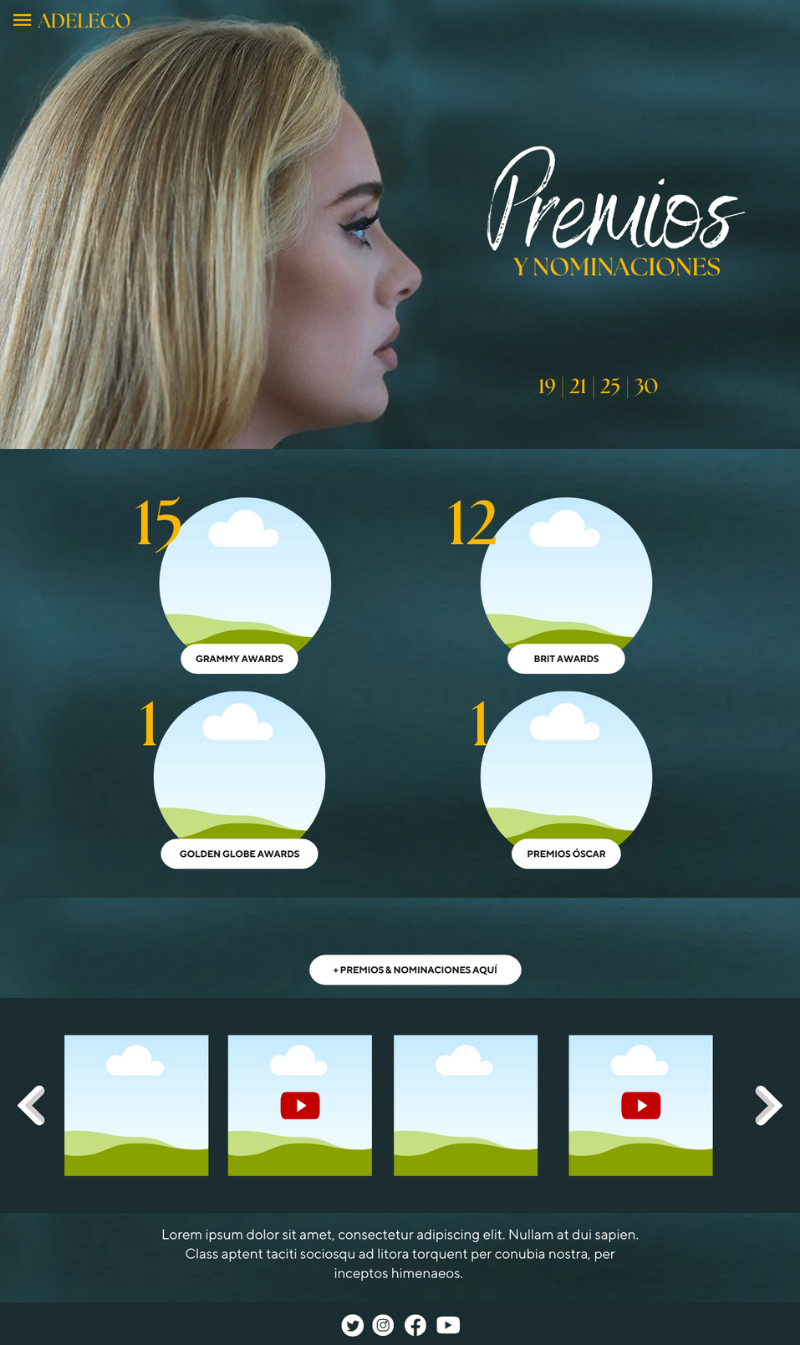 ADELECO
Premios
Y NOMINACIONES
19 | 21 | 25 | 30
15
12
GRAMMY AWARDS
BRIT AWARDS
1
1
GOLDEN GLOBE AWARDS
PREMIOS ÓSCAR
+ PREMIOS & NOMINACIONES AQUÍ
Lorem ipsum dolor sit amet, consectetur adipiscing elit. Nullam at dui sapien.
Class aptent taciti sociosqu ad litora torquent per conubia nostra, per
inceptos himenaeos.